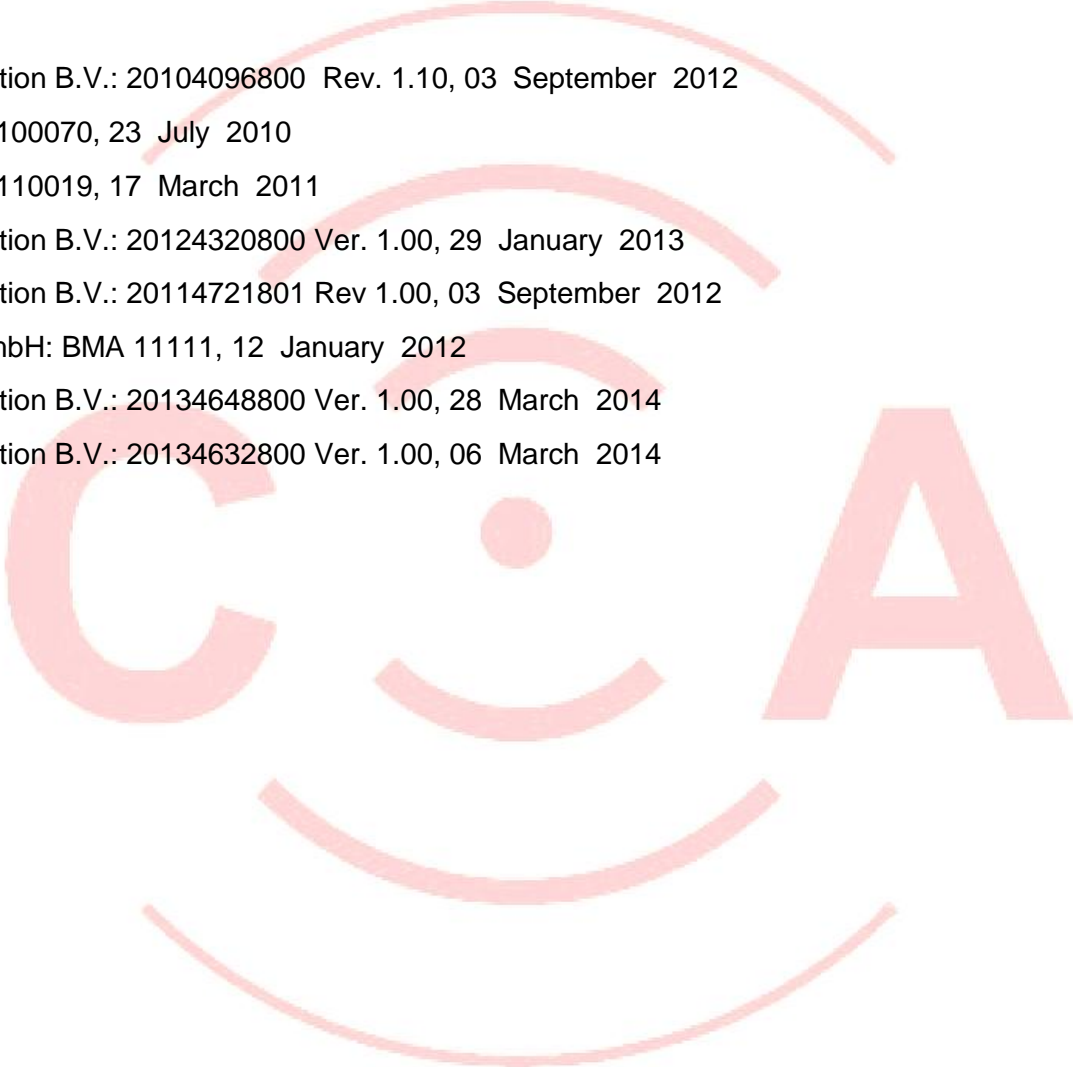 tion B.V.: 20104096800 Rev. 1.10, 03 September 2012
100070, 23 July 2010
110019, 17 March 2011
tion B.V.: 20124320800 Ver. 1.00, 29 January 2013
tion B.V.: 20114721801 Rev 1.00, 03 September 2012
nbH: BMA 11111, 12 January 2012
tion B.V.: 20134648800 Ver. 1.00, 28 March 2014
tion B.V.: 20134632800 Ver. 1.00, 06 March 2014
C A